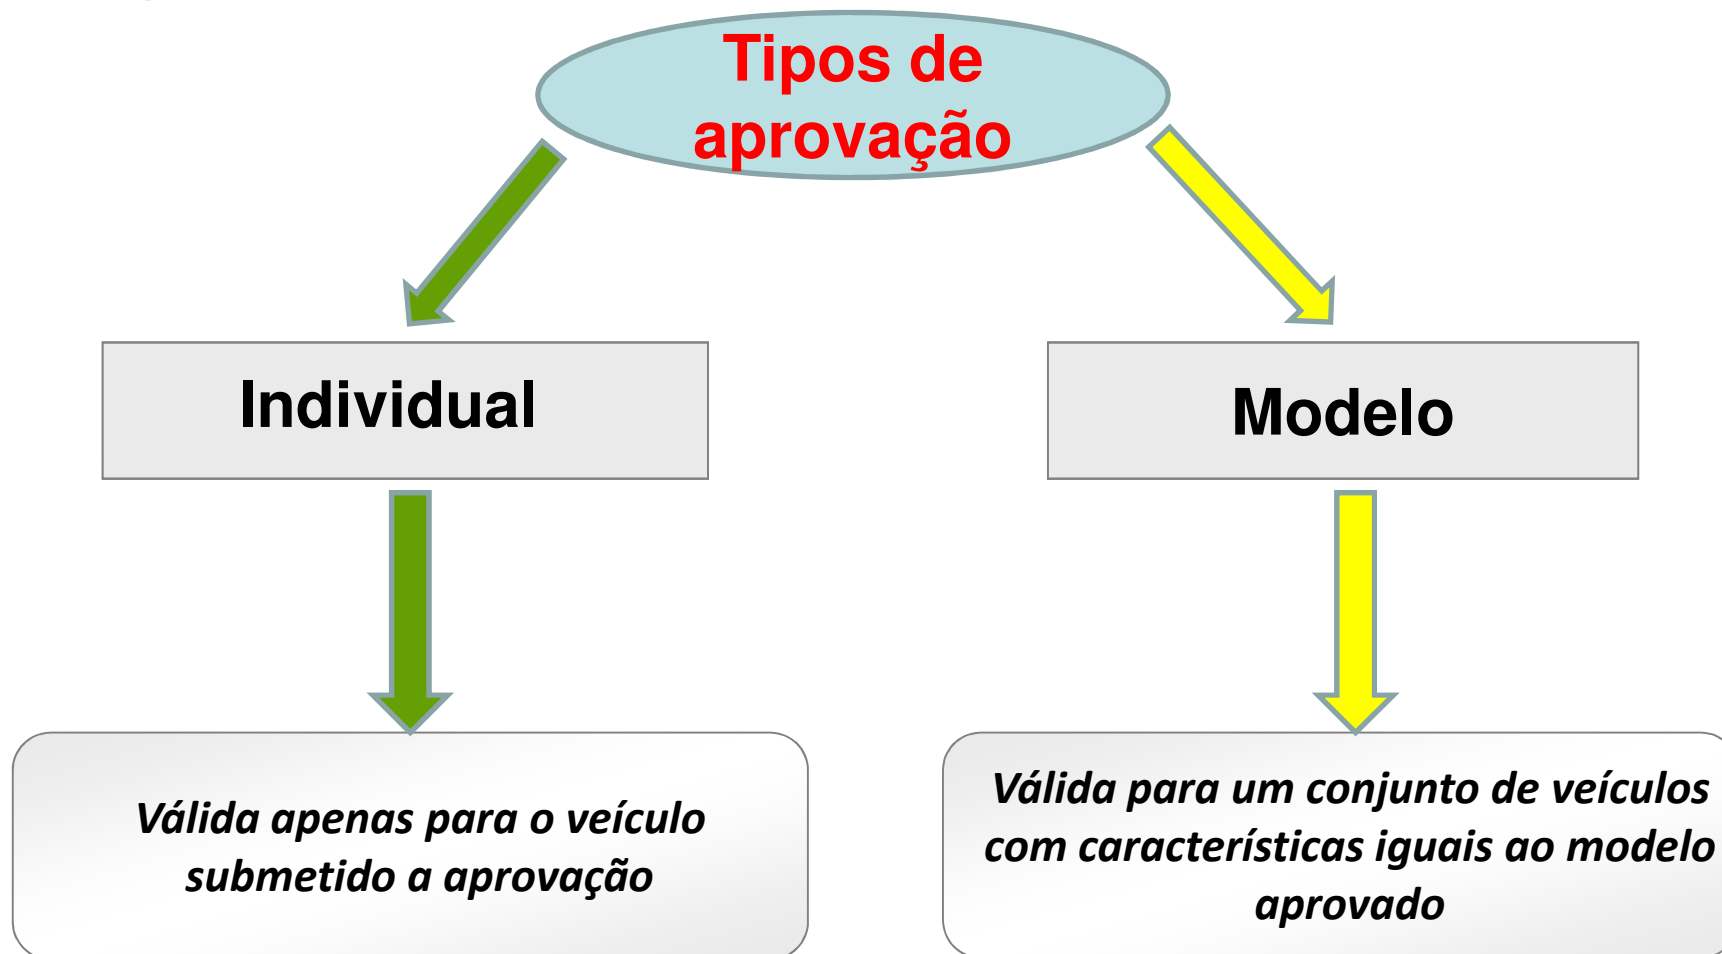 Tipos de
aprovação
Individual
Modelo
Válida apenas para o veículo
submetido a aprovação
Válida para um conjunto de veículos
com características iguais ao modelo
aprovado